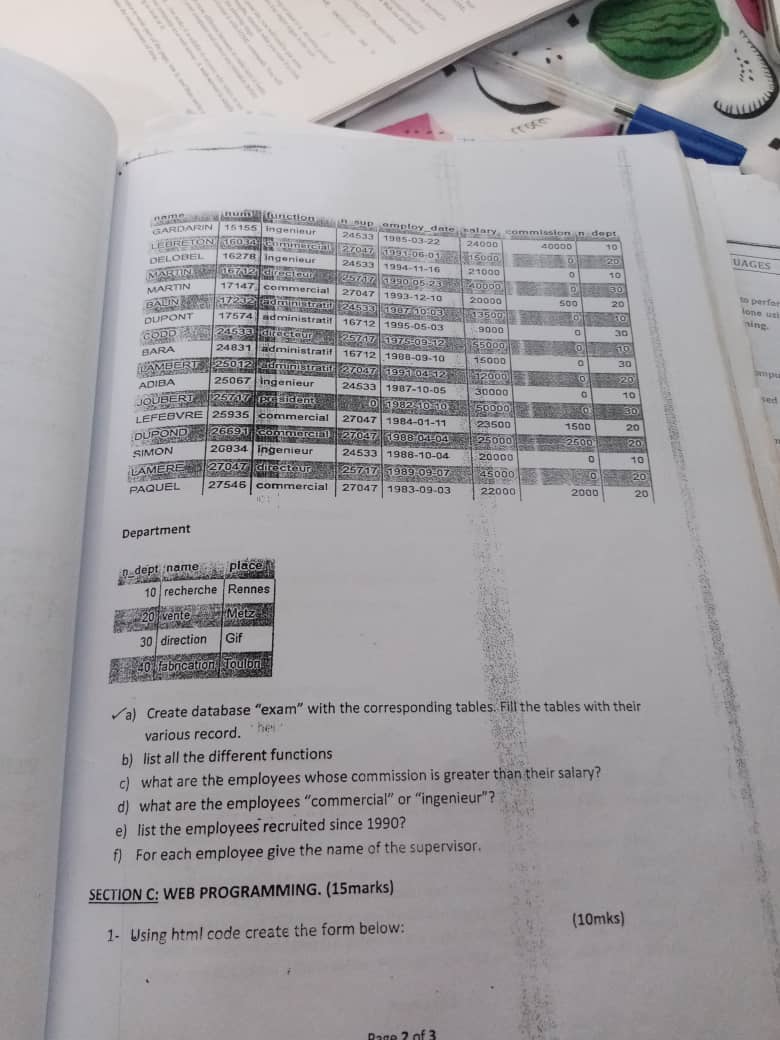 name num function n_sup employ_date salary commission n_dept
GARDARIN 15155 ingenieur 24533 1985-03-22 24000 40000 10
LEBRETON 16034 commercial 27047 1991-06-01 15000 0 20
DELOBEL 16278 ingenieur 24533 1994-11-16 21000 0 10
MARTIN 16712 directeur 25717 1990-05-23 40000 0 30
MARTIN 17147 commercial 27047 1993-12-10 20000 500 20
BALIN 17232 administratif 24533 1987-10-03 13500 0 10
DUPONT 17574 administratif 16712 1995-05-03 9000 0 30
CODD 24533 directeur 25717 1975-09-12 55000 0 10
BARA 24831 administratif 16712 1988-09-10 15000 0 30
LAMBERT 25012 administratif 27047 1991-04-12 12000 0 20
ADIBA 25067 ingenieur 24533 1987-10-05 30000 0 10
JOUBERT 25717 president 0 1982-10-10 50000 0 30
LEFEBVRE 25935 commercial 27047 1984-01-11 23500 1500 20
DUPOND 26691 commercial 27047 1988-04-04 25000 2500 20
SIMON 26834 ingenieur 24533 1988-10-04 20000 0 10
LAMERE 27047 directeur 25717 1989-09-07 45000 0 20
PAQUEL 27546 commercial 27047 1983-09-03 22000 2000 20
Department
n_dept name place
10 recherche Rennes
20 vente Metz
30 direction Gif
40 fabrication Toulon
a) Create database “exam” with the corresponding tables. Fill the tables with their
various record.
b) list all the different functions
c) what are the employees whose commission is greater than their salary?
d) what are the employees “commercial” or “ingenieur”?
e) list the employees recruited since 1990?
f) For each employee give the name of the supervisor.
SECTION C: WEB PROGRAMMING. (15marks)
1- Using html code create the form below: (10mks)
Page 2 of 3
UAGES